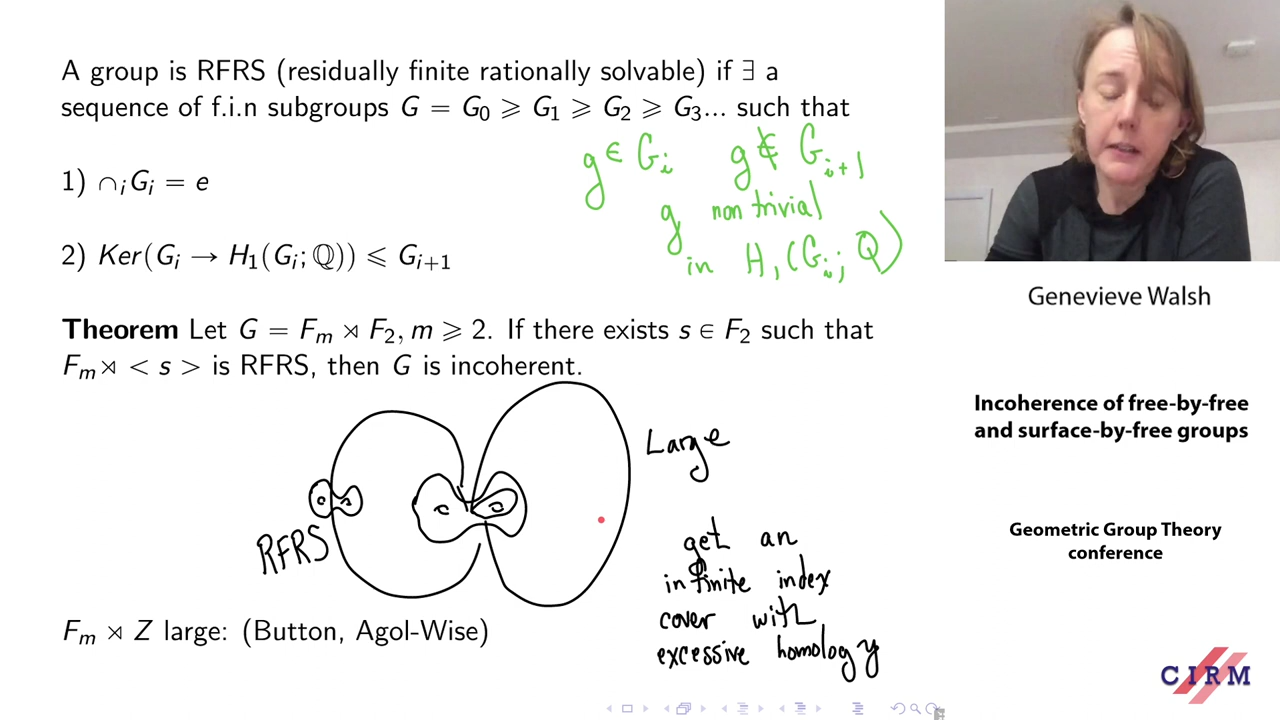 A group is RFRS (residually finite rationally solvable) if ∃ a
sequence of f.i.n subgroups G = G₀ ⩾ G₁ ⩾ G₂ ⩾ G₃... such that
g ∈ Gᵢ g ∉ Gᵢ₊₁
1) ∩ᵢGᵢ = e
g non trivial
in H₁(Gᵢ; Q)
2) Ker(Gᵢ → H₁(Gᵢ; ℚ)) ⩽ Gᵢ₊₁
Theorem Let G = Fₘ ⋊ F₂, m ⩾ 2. If there exists s ∈ F₂ such that
Fₘ⋊ < s > is RFRS, then G is incoherent.
Large
RFRS
get an
infinite index
cover with
excessive homology
Fₘ ⋊ Z large: (Button, Agol-Wise)
Genevieve Walsh
Incoherence of free-by-free
and surface-by-free groups
Geometric Group Theory
conference
CIRM